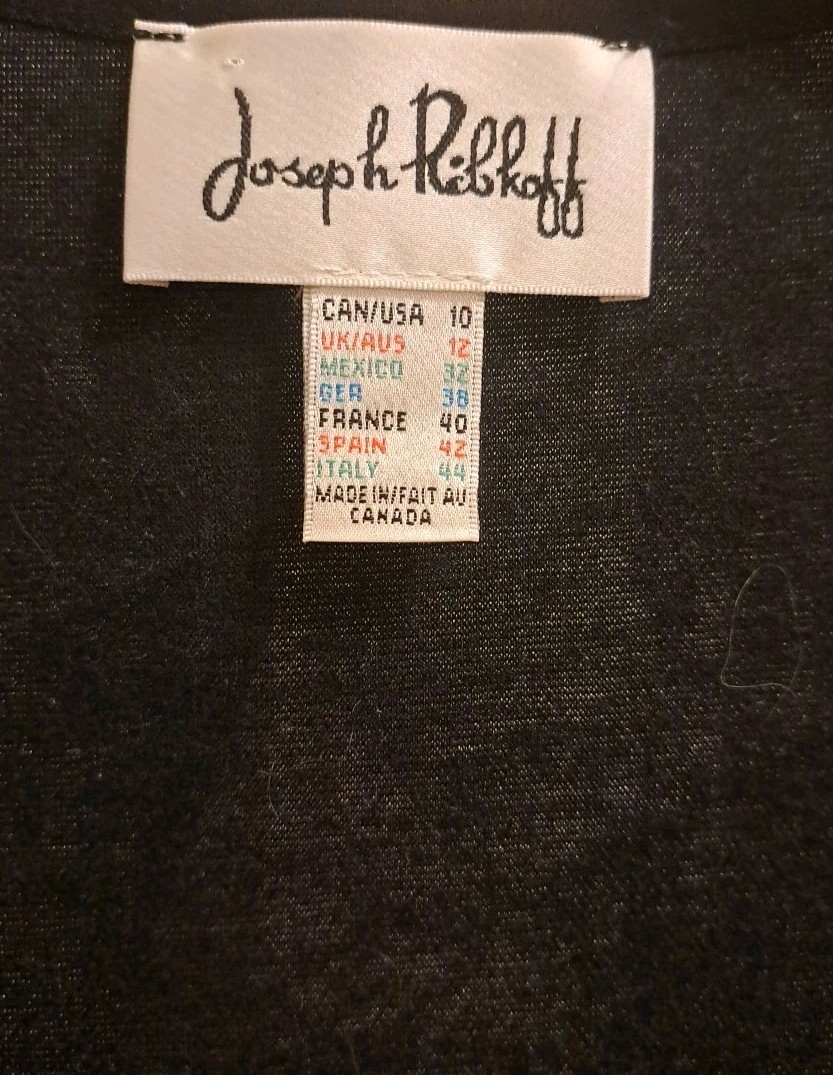 Joseph Ribkoff
CAN/USA 10
UK/AUS 12
MEXICO 32
GER 38
FRANCE 40
SPAIN 42
ITALY 44
MADE IN/FAIT AU
CANADA